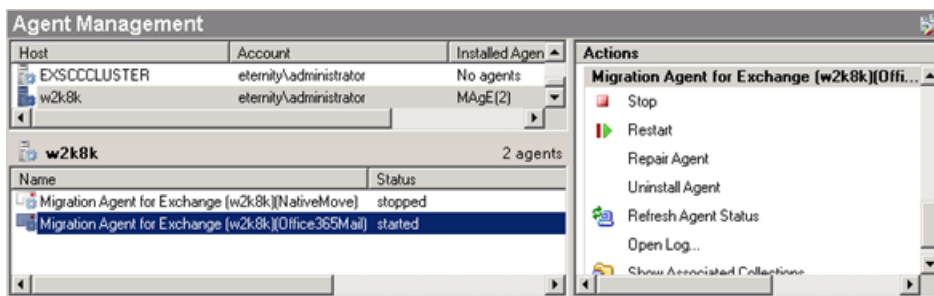 Agent Management
Host Account Installed Agen
EXSCCCLUSTER eternity\administrator No agents
w2k8k eternity\administrator MAgE(2)
w2k8k 2 agents
Name Status
Migration Agent for Exchange (w2k8k)(NativeMove) stopped
Migration Agent for Exchange (w2k8k)(Office365Mail) started
Actions
Migration Agent for Exchange (w2k8k)(Offi...
Stop
Restart
Repair Agent
Uninstall Agent
Refresh Agent Status
Open Log...
Show Associated Collections